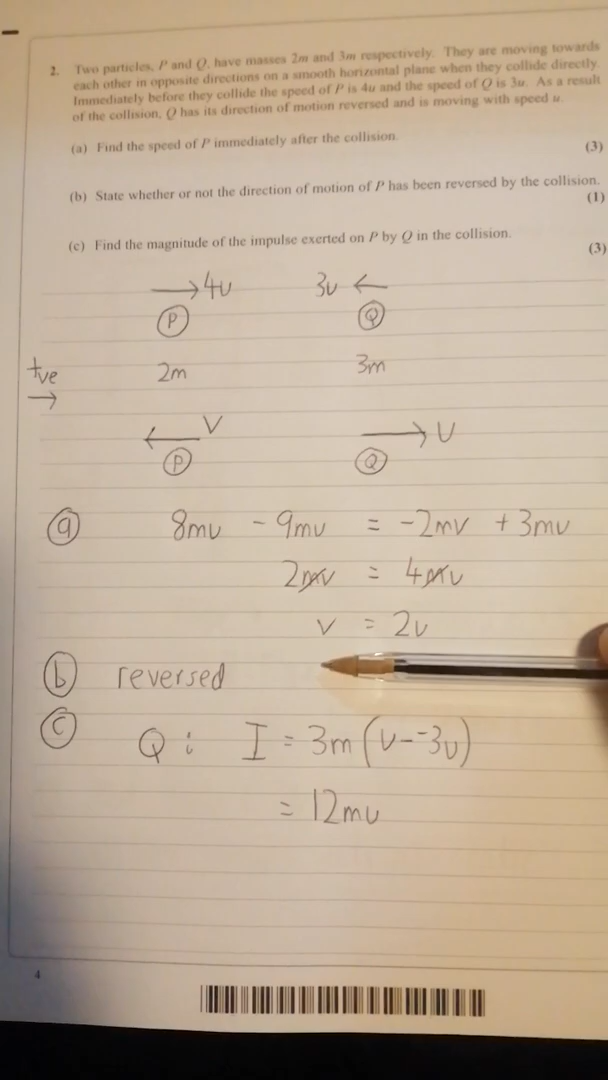 2. Two particles, P and Q, have masses 2m and 3m respectively. They are moving towards
each other in opposite directions on a smooth horizontal plane when they collide directly.
Immediately before they collide the speed of P is 4u and the speed of Q is 3u. As a result
of the collision, Q has its direction of motion reversed and is moving with speed u.
(a) Find the speed of P immediately after the collision.
(3)
(b) State whether or not the direction of motion of P has been reversed by the collision.
(1)
(c) Find the magnitude of the impulse exerted on P by Q in the collision.
(3)
→ 4u 3u ←
P Q
+ve 2m 3m
→
← v → u
P Q
a 8mu - 9mu = -2mv + 3mu
2mv = 4mu
v = 2u
b reversed
c Q : I = 3m(u--3u)
= 12mu
4